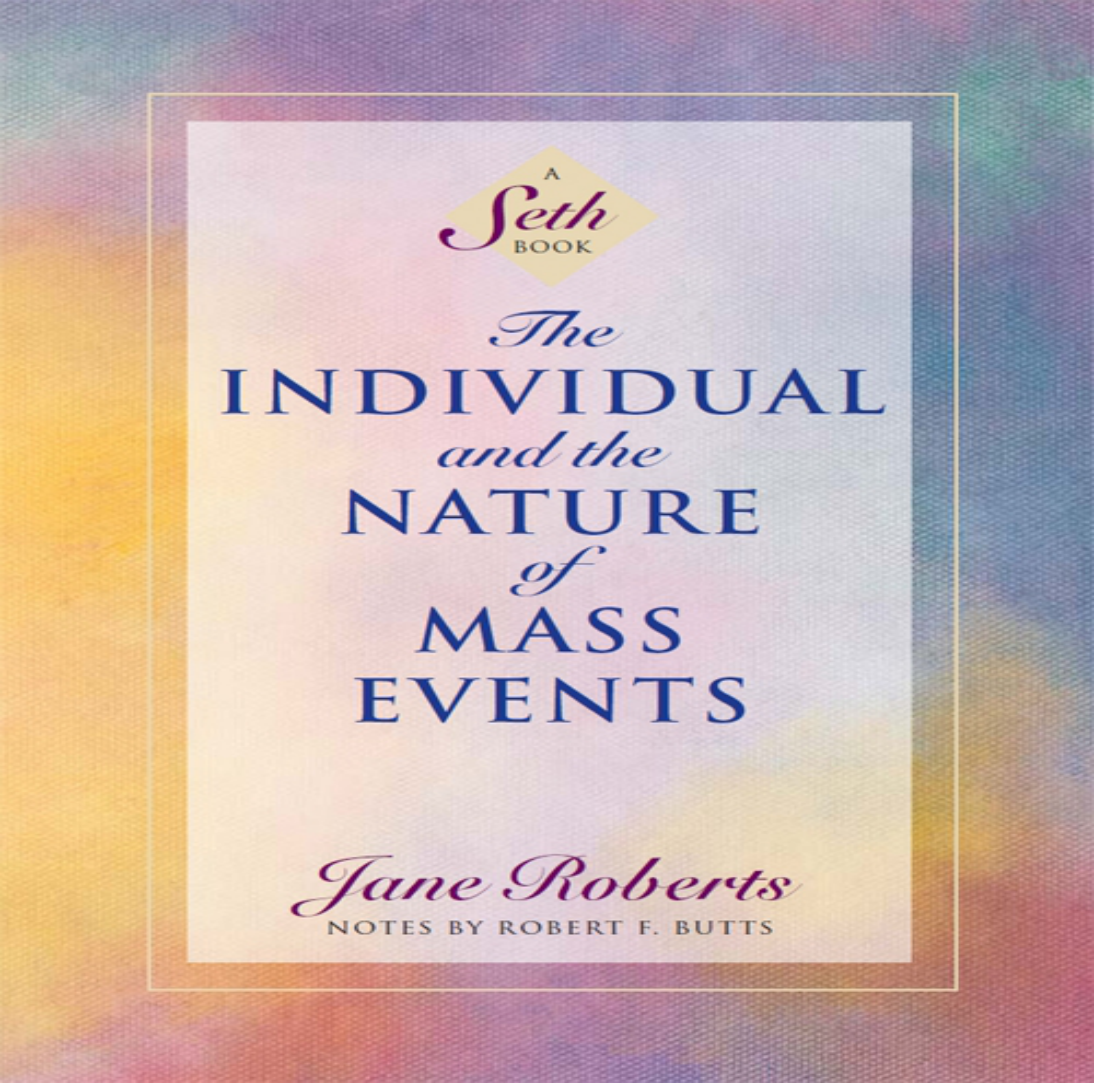 A
Seth
BOOK
The
INDIVIDUAL
and the
NATURE
of
MASS
EVENTS
Jane Roberts
NOTES BY ROBERT F. BUTTS